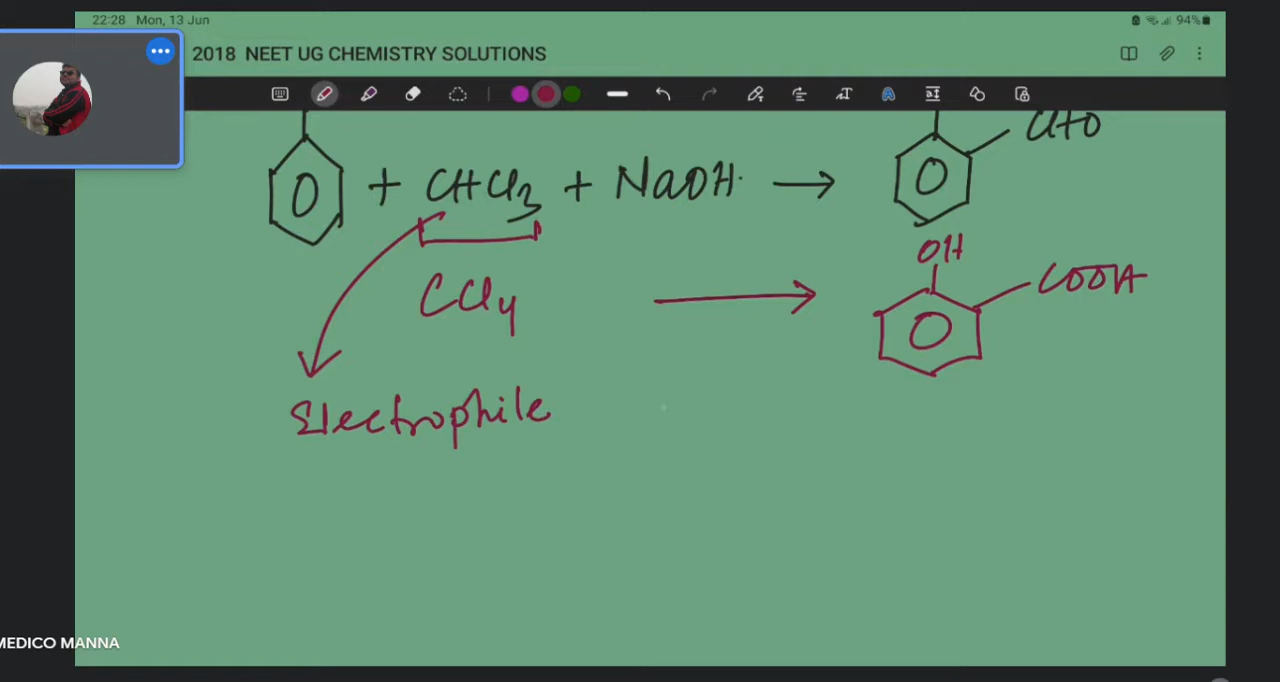 22:28 Mon, 13 Jun
94%
2018 NEET UG CHEMISTRY SOLUTIONS
CHO
+ CHCl3 + NaOH →
OH
COOH
CCl4
Electrophile
MEDICO MANNA